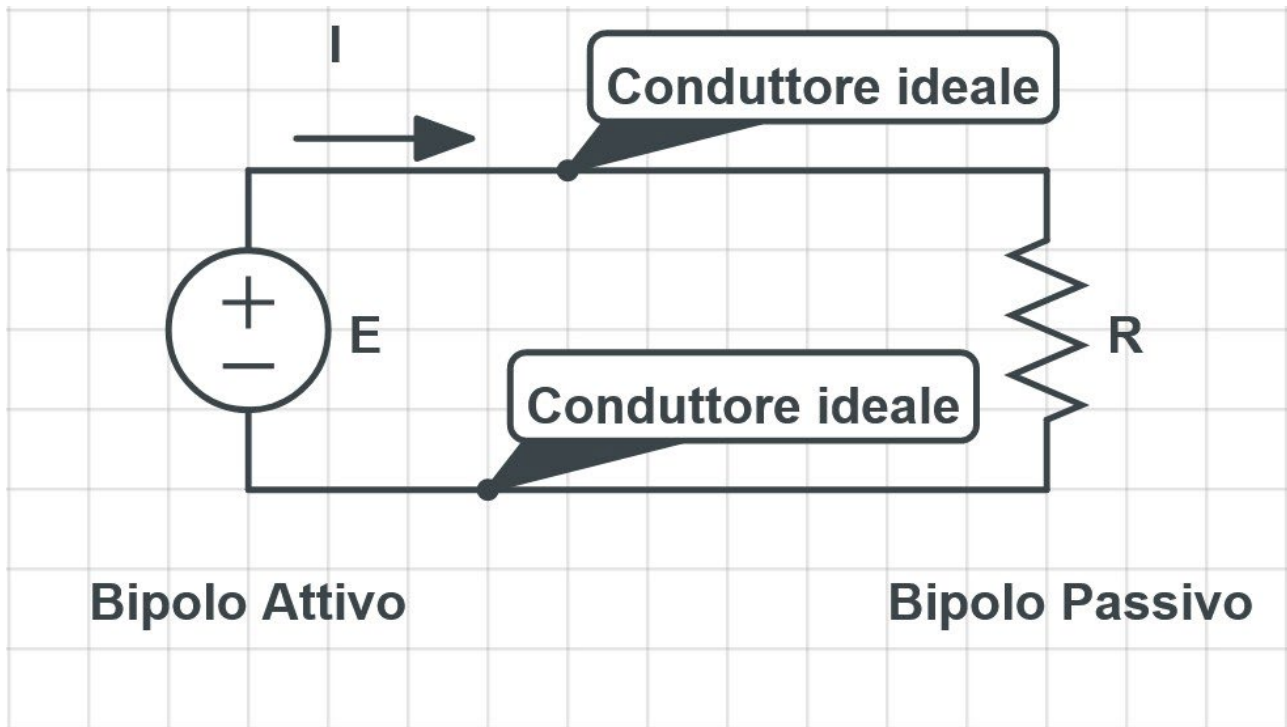 I
Conduttore ideale
+
E
−
R
Conduttore ideale
Bipolo Attivo
Bipolo Passivo